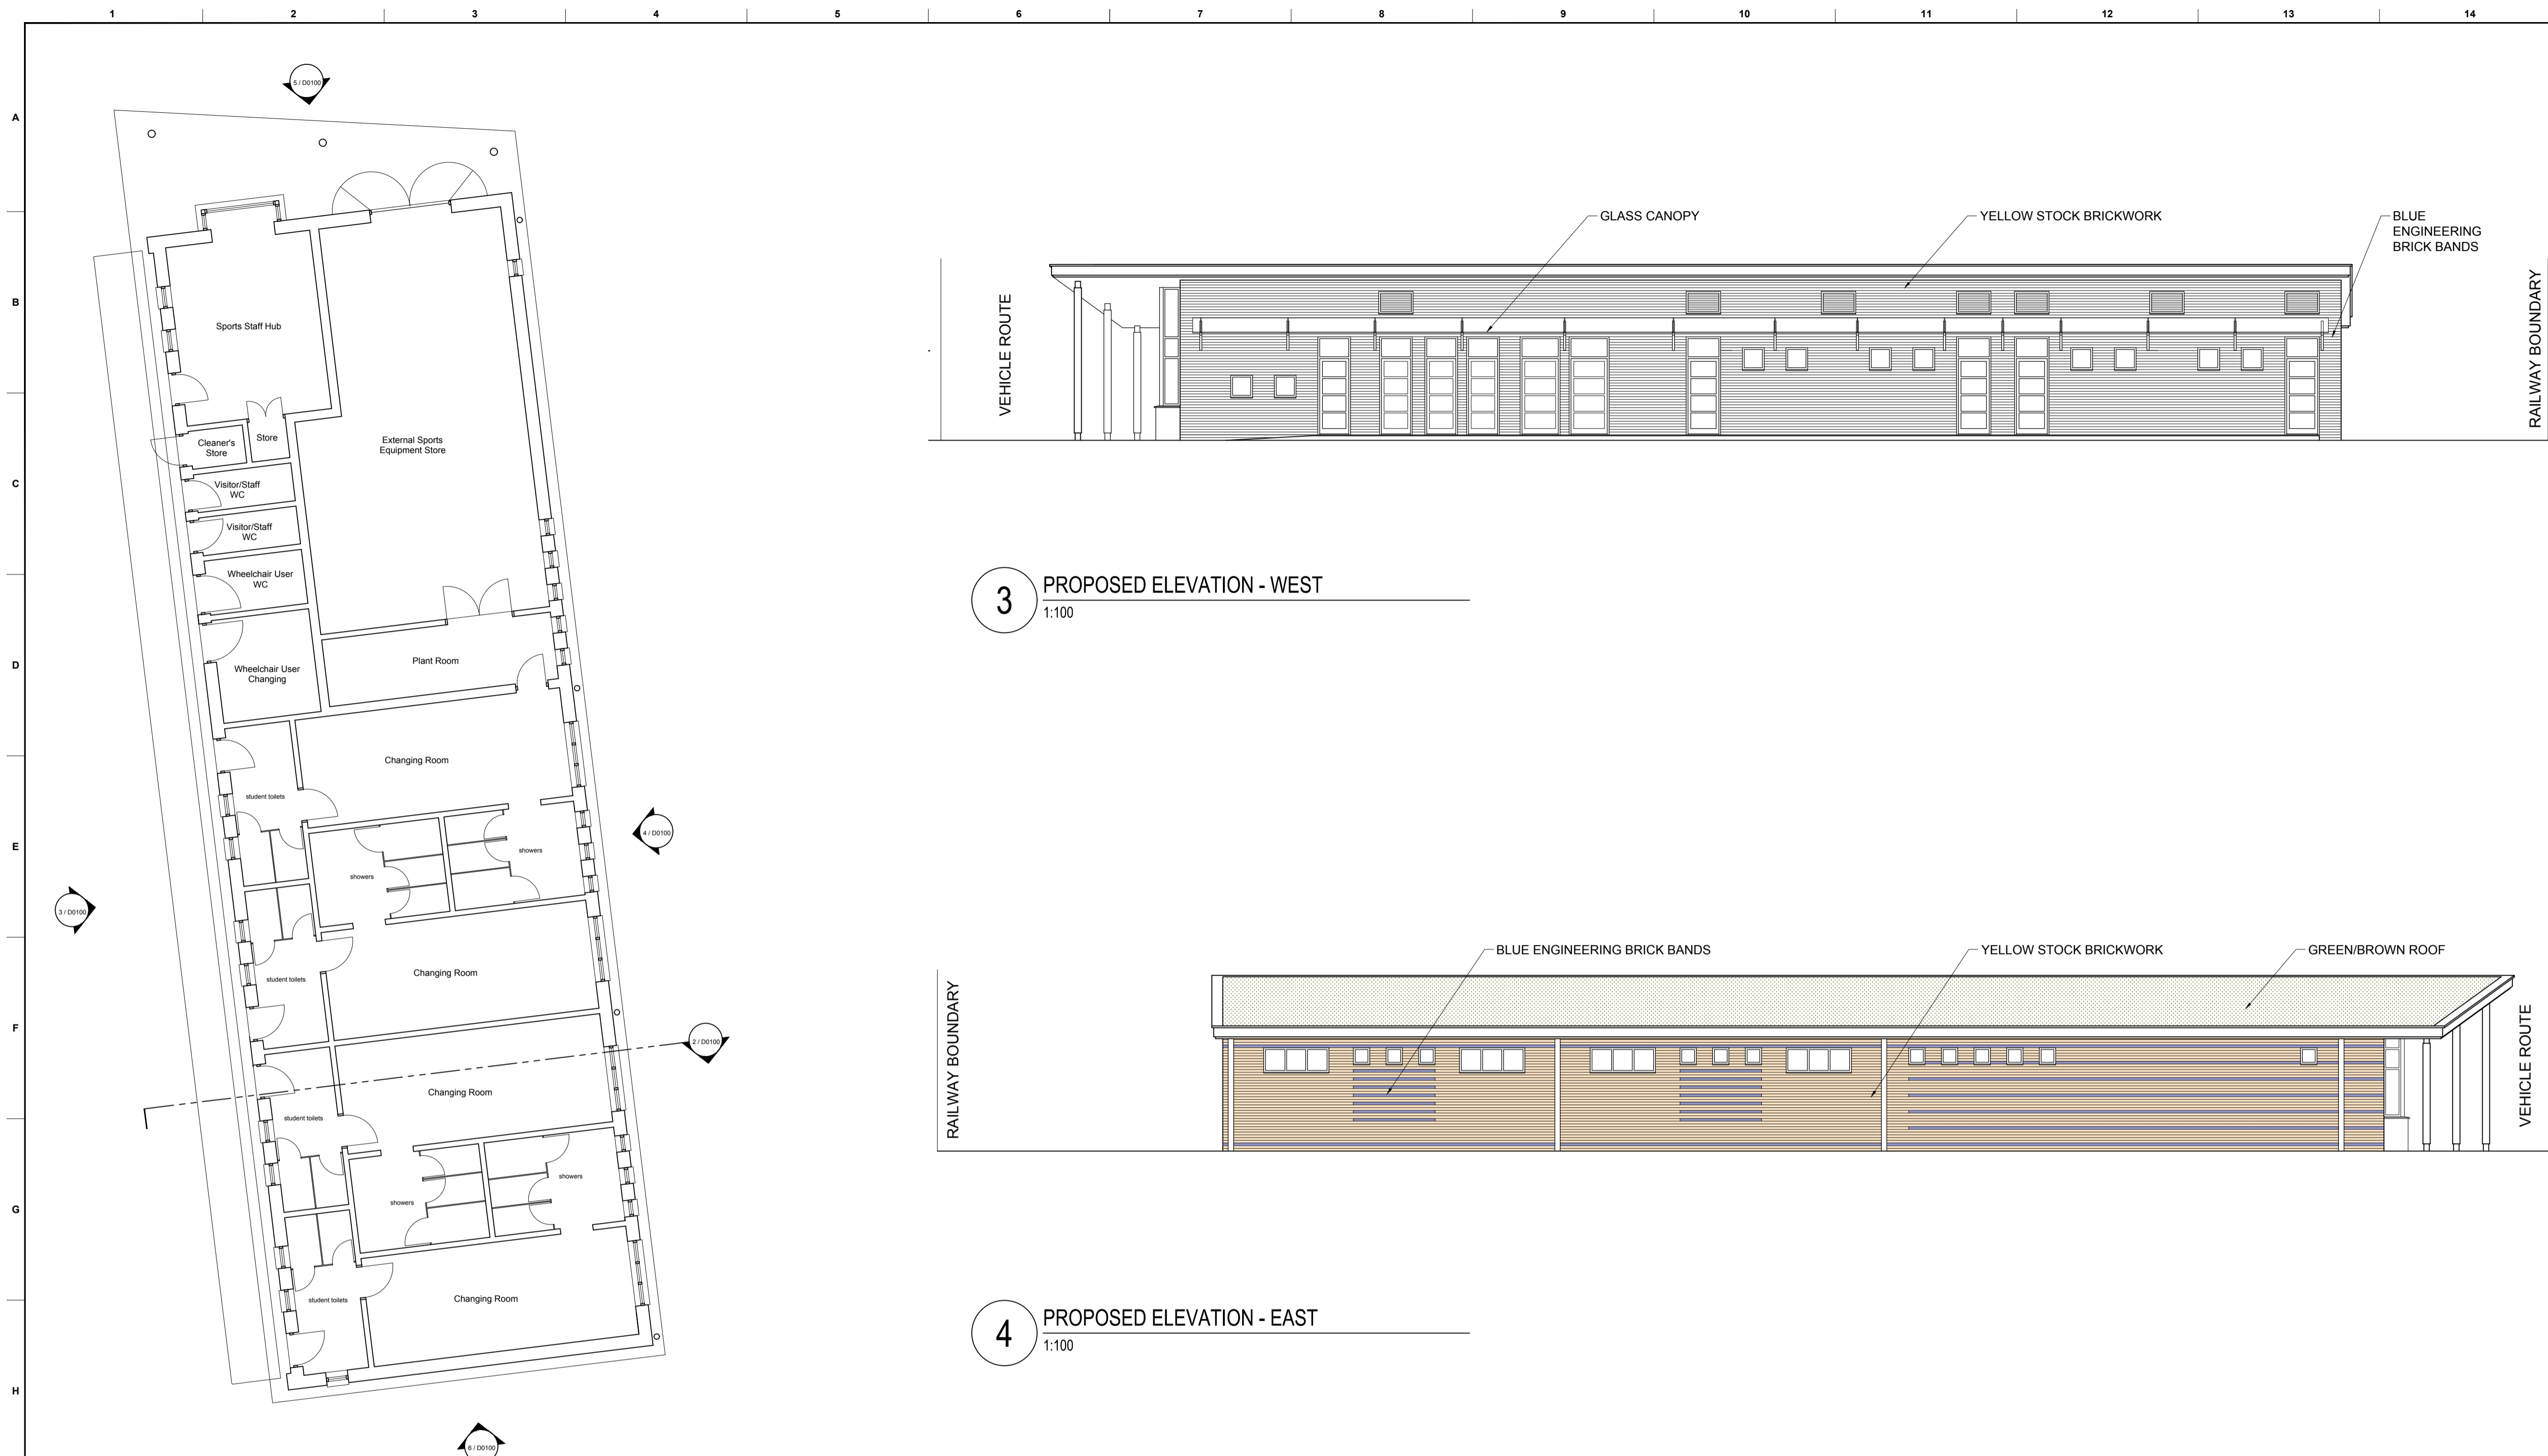 1 2 3 4 5 6 7 8 9 10 11 12 13 14
A
B
C
D
E
F
G
H
5 / D0100
Sports Staff Hub
External Sports
Equipment Store
Cleaner's
Store
Store
Visitor/Staff
WC
Visitor/Staff
WC
Wheelchair User
WC
Wheelchair User
Changing
Plant Room
Changing Room
student toilets
showers
showers
4 / D0100
3 / D0100
Changing Room
student toilets
2 / D0100
Changing Room
student toilets
showers
showers
Changing Room
student toilets
6 / D0100
GLASS CANOPY
YELLOW STOCK BRICKWORK
BLUE
ENGINEERING
BRICK BANDS
VEHICLE ROUTE
RAILWAY BOUNDARY
3
PROPOSED ELEVATION - WEST
1:100
BLUE ENGINEERING BRICK BANDS
YELLOW STOCK BRICKWORK
GREEN/BROWN ROOF
RAILWAY BOUNDARY
VEHICLE ROUTE
4
PROPOSED ELEVATION - EAST
1:100